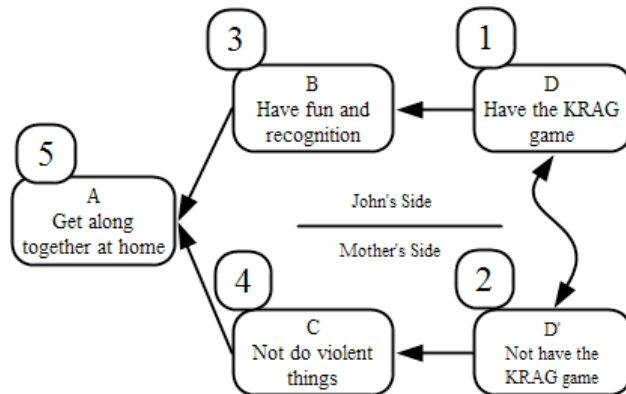 3
B
Have fun and
recognition
1
D
Have the KRAG
game
5
A
Get along
together at home
John's Side
Mother's Side
4
C
Not do violent
things
2
D'
Not have the
KRAG game